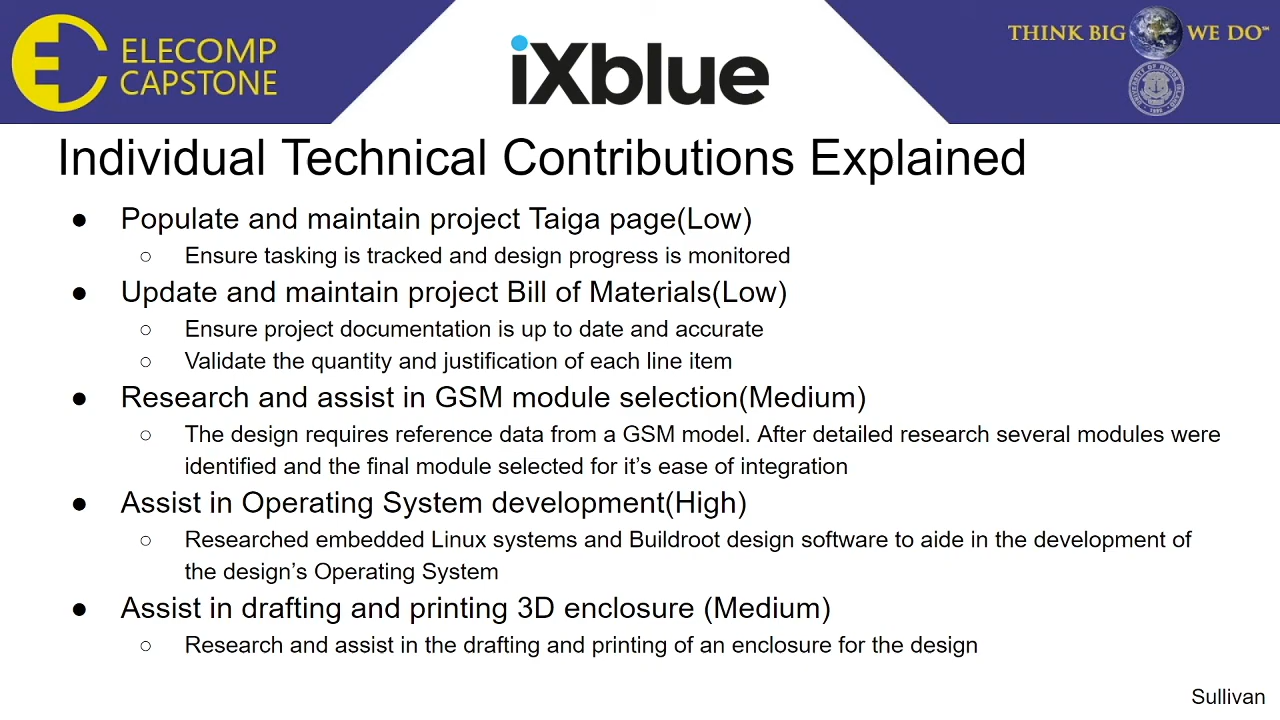 ELECOMP
CAPSTONE
iXblue
THINK BIG WE DO℠
Individual Technical Contributions Explained
● Populate and maintain project Taiga page(Low)
○ Ensure tasking is tracked and design progress is monitored
● Update and maintain project Bill of Materials(Low)
○ Ensure project documentation is up to date and accurate
○ Validate the quantity and justification of each line item
● Research and assist in GSM module selection(Medium)
○ The design requires reference data from a GSM model. After detailed research several modules were
identified and the final module selected for it’s ease of integration
● Assist in Operating System development(High)
○ Researched embedded Linux systems and Buildroot design software to aide in the development of
the design’s Operating System
● Assist in drafting and printing 3D enclosure (Medium)
○ Research and assist in the drafting and printing of an enclosure for the design
Sullivan